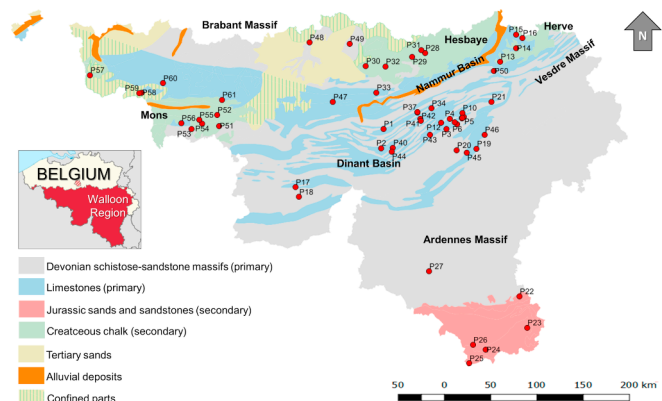 Brabant Massif
P48
P49
P31
P28
Hesbaye
P15
P16
Herve
N
P14
P30
P32
P29
P13
Vesdre Massif
P57
P60
P59
P58
P50
Nammur Basin
P33
P61
P47
P21
Mons
P52
P56
P55
P53
P54
P51
P37
P34
P42
P41
P4
P10
P5
P1
P12
P3
P6
P43
P46
P2
P40
P44
P20
P19
P45
Dinant Basin
BELGIUM
Walloon
Region
P17
P18
Ardennes Massif
P27
P22
P23
P26
P24
P25
Devonian schistose-sandstone massifs (primary)
Limestones (primary)
Jurassic sands and sandstones (secondary)
Creatceous chalk (secondary)
Tertiary sands
Alluvial deposits
Confined parts
50 0 50 100 150 200 km